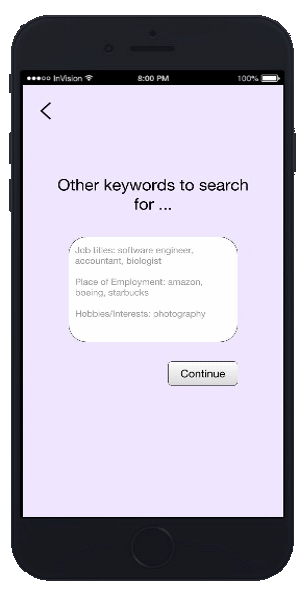 InVision 8:00 PM 100%
Other keywords to search
for ...
Job titles: software engineer,
accountant, biologist
Place of Employment: amazon,
boeing, starbucks
Hobbies/Interests: photography
Continue